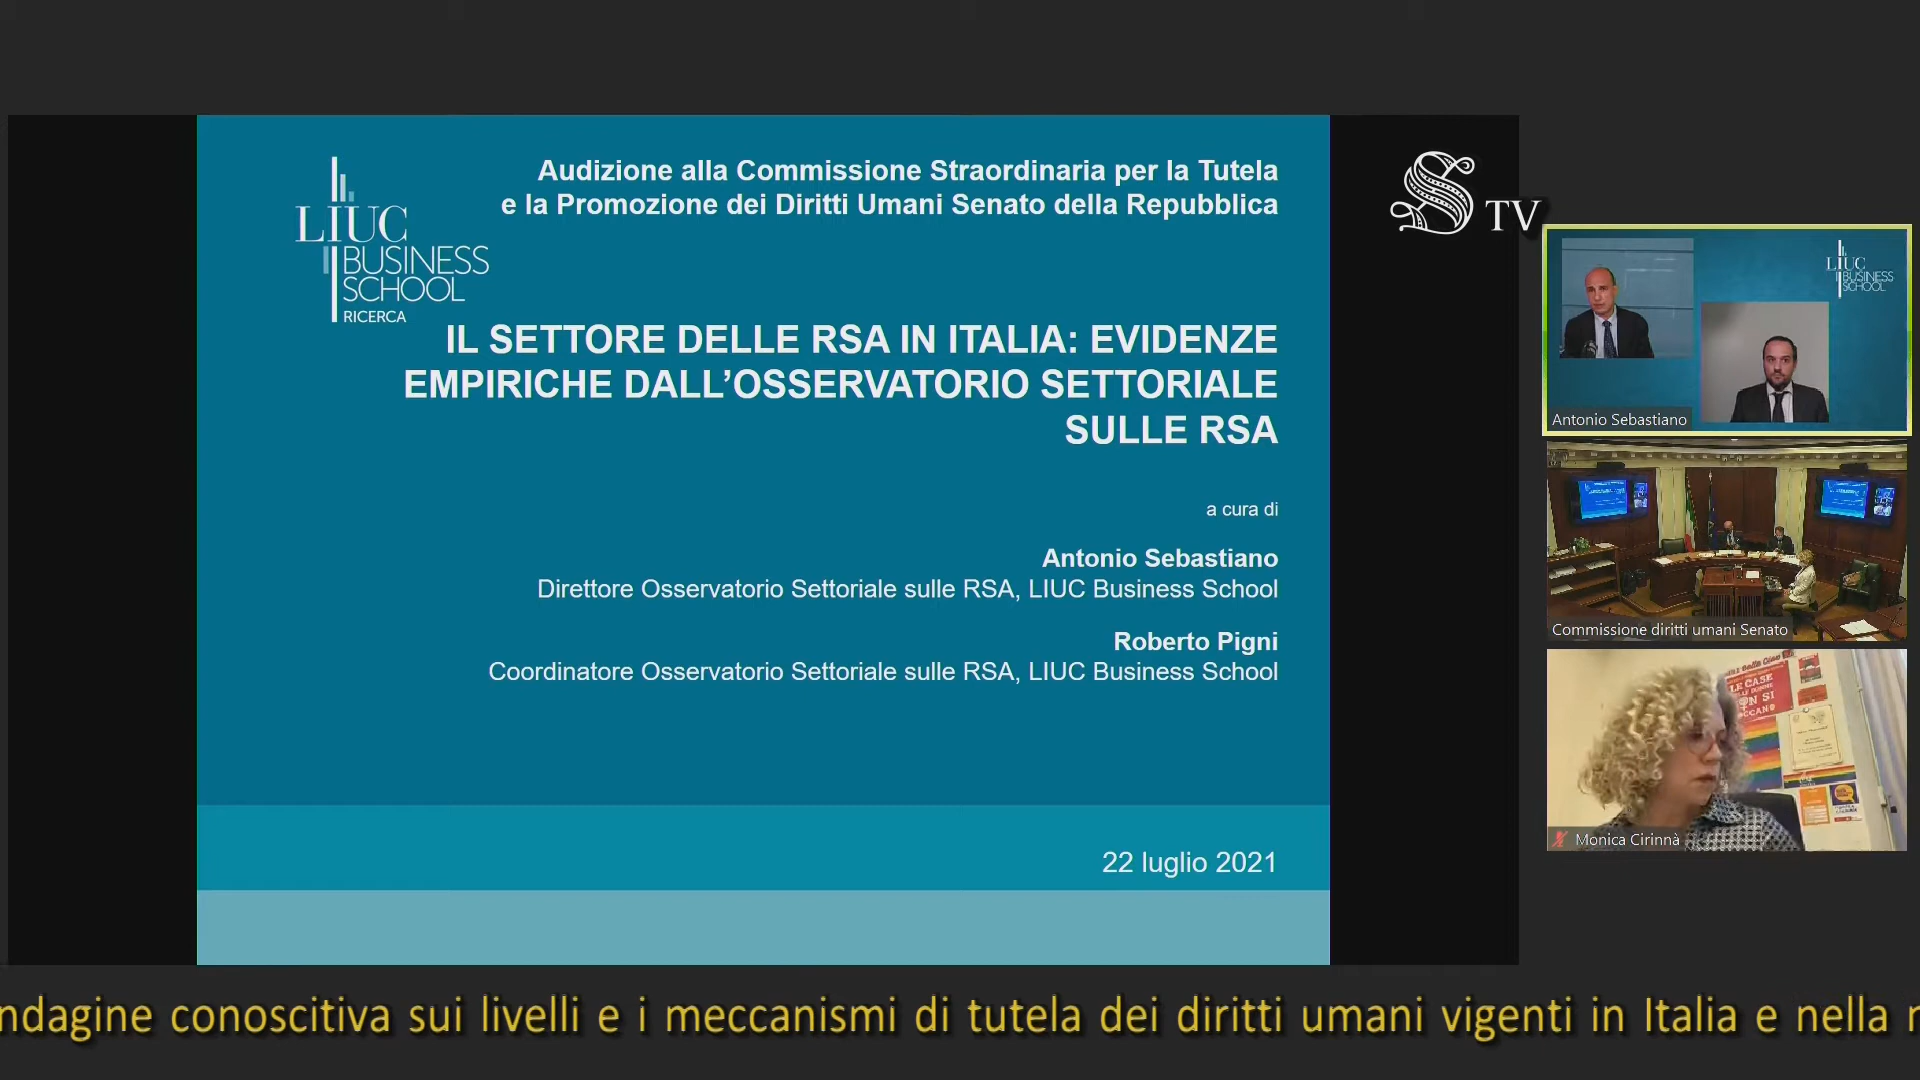 Audizione alla Commissione Straordinaria per la Tutela
e la Promozione dei Diritti Umani Senato della Repubblica
LIUC
BUSINESS
SCHOOL
RICERCA
IL SETTORE DELLE RSA IN ITALIA: EVIDENZE
EMPIRICHE DALL’OSSERVATORIO SETTORIALE
SULLE RSA
a cura di
Antonio Sebastiano
Direttore Osservatorio Settoriale sulle RSA, LIUC Business School
Roberto Pigni
Coordinatore Osservatorio Settoriale sulle RSA, LIUC Business School
22 luglio 2021
S TV
LIUC
BUSINESS
SCHOOL
Antonio Sebastiano
Commissione diritti umani Senato
LE CASE
Monica Cirinnà
ndagine conoscitiva sui livelli e i meccanismi di tutela dei diritti umani vigenti in Italia e nella